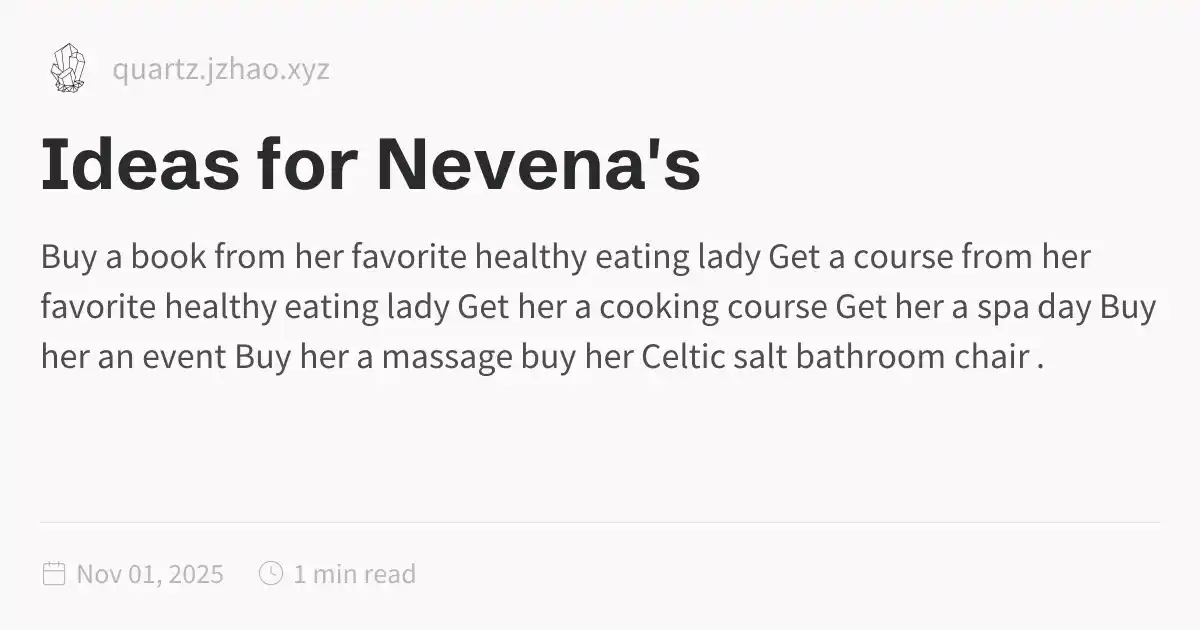 quartz.jzhao.xyz
Ideas for Nevena's
Buy a book from her favorite healthy eating lady Get a course from her
favorite healthy eating lady Get her a cooking course Get her a spa day Buy
her an event Buy her a massage buy her Celtic salt bathroom chair .
Nov 01, 2025 1 min read